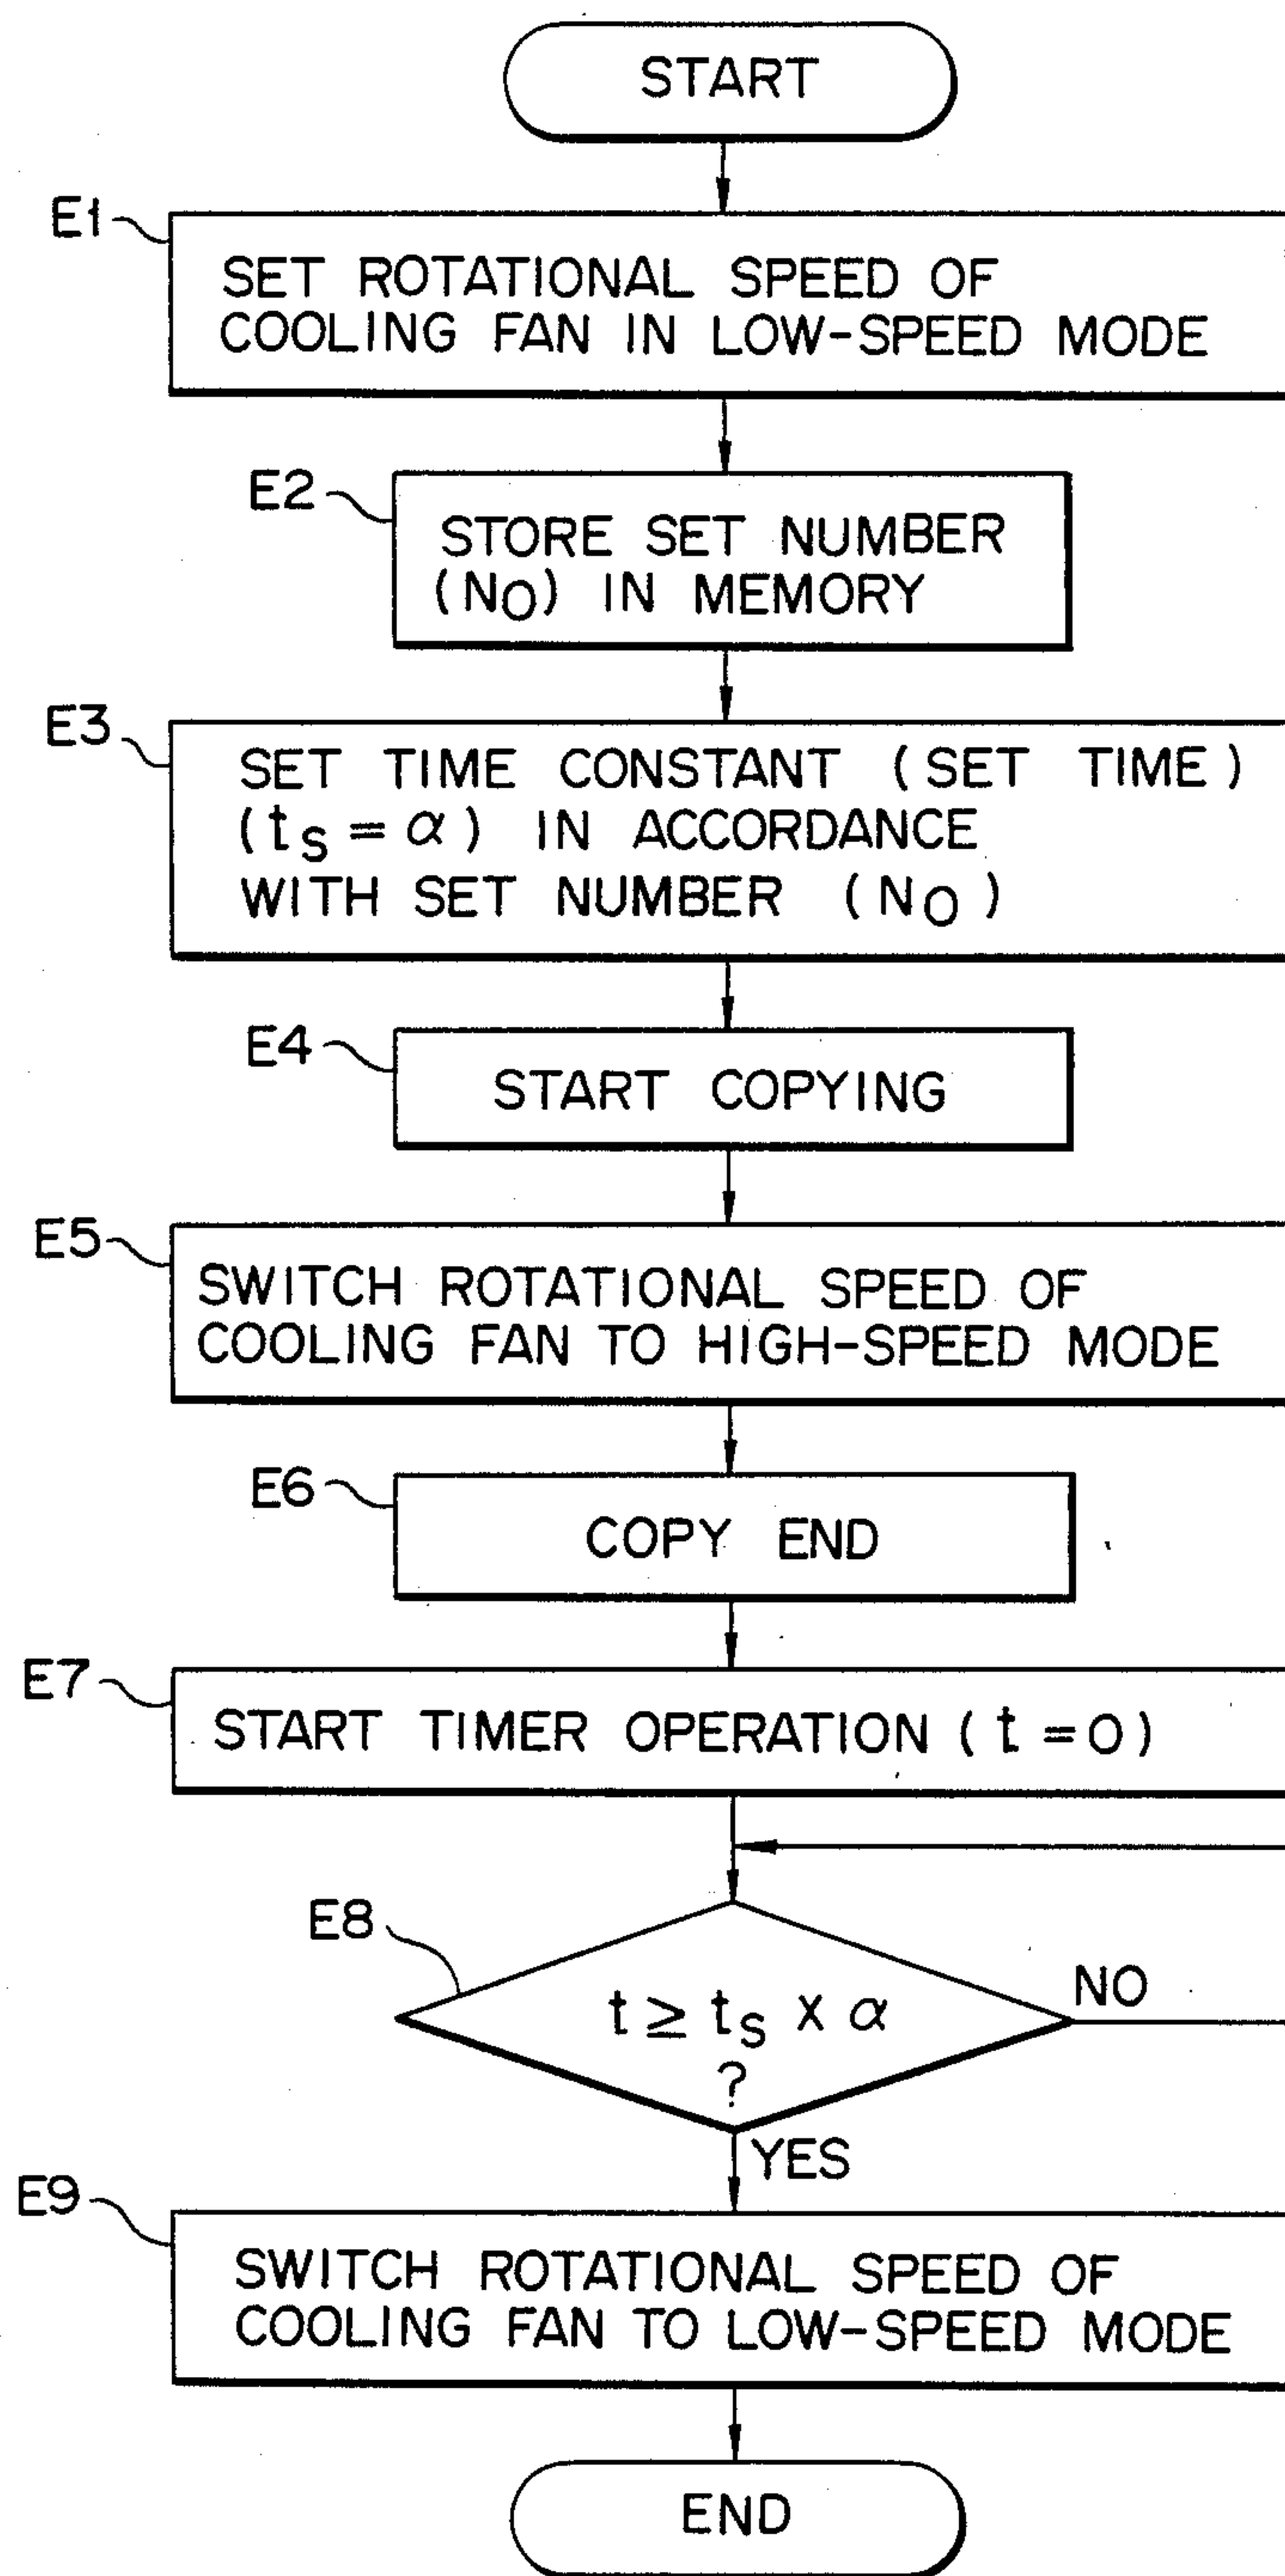 START
E1
SET ROTATIONAL SPEED OF
COOLING FAN IN LOW-SPEED MODE
E2
STORE SET NUMBER
(NO) IN MEMORY
E3
SET TIME CONSTANT (SET TIME)
(ts = α) IN ACCORDANCE
WITH SET NUMBER (NO)
E4
START COPYING
E5
SWITCH ROTATIONAL SPEED OF
COOLING FAN TO HIGH-SPEED MODE
E6
COPY END
E7
START TIMER OPERATION (t = 0)
E8
t ≥ ts x α
?
NO
YES
E9
SWITCH ROTATIONAL SPEED OF
COOLING FAN TO LOW-SPEED MODE
END